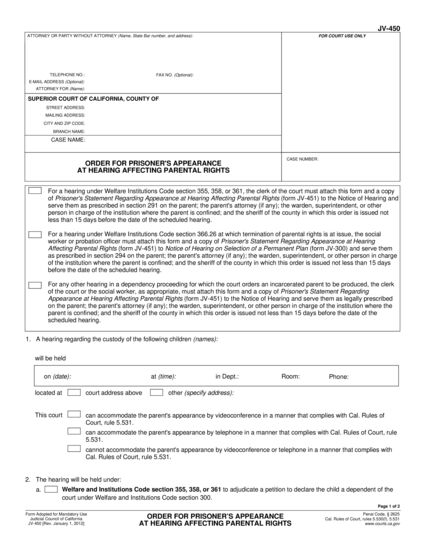 JV-450
ATTORNEY OR PARTY WITHOUT ATTORNEY (Name, State Bar number, and address):
FOR COURT USE ONLY
TELEPHONE NO.: FAX NO. (Optional):
E-MAIL ADDRESS (Optional):
ATTORNEY FOR (Name):
SUPERIOR COURT OF CALIFORNIA, COUNTY OF
STREET ADDRESS:
MAILING ADDRESS:
CITY AND ZIP CODE:
BRANCH NAME:
CASE NAME:
ORDER FOR PRISONER'S APPEARANCE
AT HEARING AFFECTING PARENTAL RIGHTS
CASE NUMBER:
For a hearing under Welfare Institutions Code section 355, 358, or 361, the clerk of the court must attach this form and a copy
of Prisoner's Statement Regarding Appearance at Hearing Affecting Parental Rights (form JV-451) to the Notice of Hearing and
serve them as prescribed in section 291 on the parent; the parent's attorney (if any); the warden, superintendent, or other
person in charge of the institution where the parent is confined; and the sheriff of the county in which this order is issued not
less than 15 days before the date of the scheduled hearing.
For a hearing under Welfare Institutions Code section 366.26 at which termination of parental rights is at issue, the social
worker or probation officer must attach this form and a copy of Prisoner's Statement Regarding Appearance at Hearing
Affecting Parental Rights (form JV-451) to Notice of Hearing on Selection of a Permanent Plan (form JV-300) and serve them
as prescribed in section 294 on the parent; the parent's attorney (if any); the warden, superintendent, or other person in charge
of the institution where the parent is confined; and the sheriff of the county in which this order is issued not less than 15 days
before the date of the scheduled hearing.
For any other hearing in a dependency proceeding for which the court orders an incarcerated parent to be produced, the clerk
of the court or the social worker, as appropriate, must attach this form and a copy of Prisoner's Statement Regarding
Appearance at Hearing Affecting Parental Rights (form JV-451) to the Notice of Hearing and serve them as legally prescribed
on the parent; the parent's attorney (if any); the warden, superintendent, or other person in charge of the institution where the
parent is confined; and the sheriff of the county in which this order is issued not less than 15 days before the date of the
scheduled hearing.
1. A hearing regarding the custody of the following children (names):
will be held
on (date): at (time): in Dept.: Room: Phone:
located at court address above other (specify address):
This court can accommodate the parent's appearance by videoconference in a manner that complies with Cal. Rules of
Court, rule 5.531.
can accommodate the parent's appearance by telephone in a manner that complies with Cal. Rules of Court, rule
5.531.
cannot accommodate the parent's appearance by videoconference or telephone in a manner that complies with
Cal. Rules of Court, rule 5.531.
2. The hearing will be held under:
a. Welfare and Institutions Code section 355, 358, or 361 to adjudicate a petition to declare the child a dependent of the
court under Welfare and Institutions Code section 300.
Page 1 of 2
Form Adopted for Mandatory Use
Judicial Council of California
JV-450 [Rev. January 1, 2012]
ORDER FOR PRISONER'S APPEARANCE
AT HEARING AFFECTING PARENTAL RIGHTS
Penal Code, § 2625
Cal. Rules of Court, rules 5.530(f), 5.531
www.courts.ca.gov